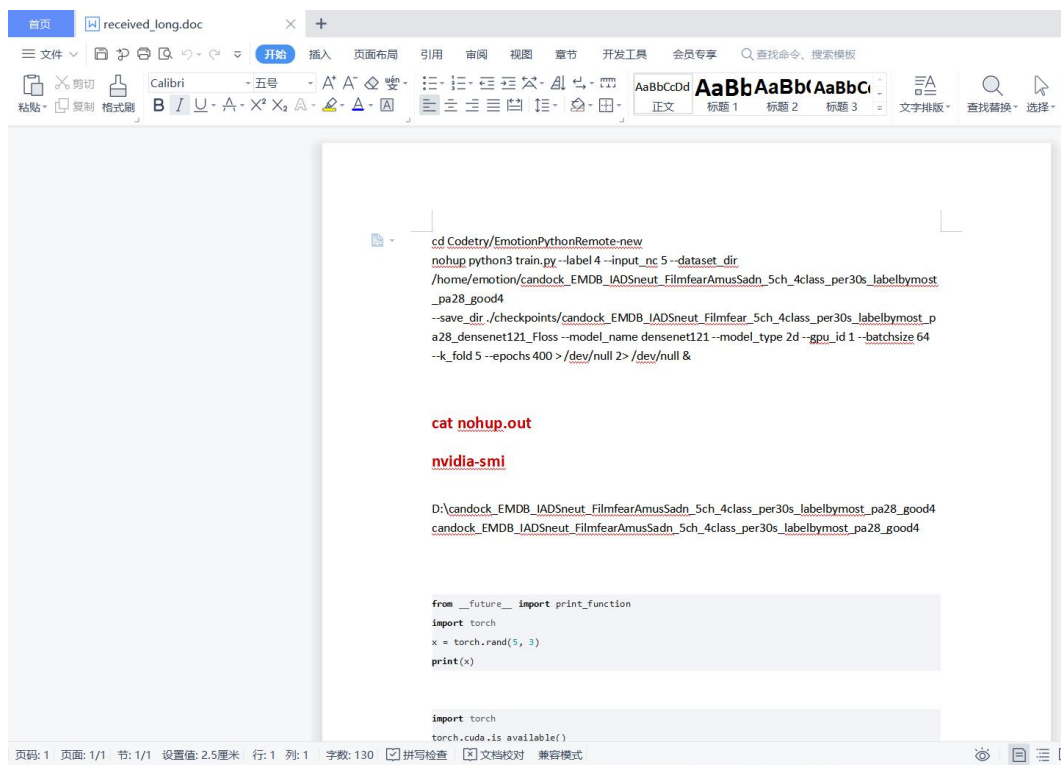 首页
received_long.doc
文件
开始
插入
页面布局
引用
审阅
视图
章节
开发工具
会员专享
查找命令、搜索模板
粘贴
剪切
复制
格式刷
Calibri
五号
B I U A X² X₂ A
AaBbCcDd
正文
AaBb
标题 1
AaBb(
标题 2
AaBbC
标题 3
文字排版
查找替换
选择
cd Codetry/EmotionPythonRemote-new
nohup python3 train.py --label 4 --input_nc 5 --dataset_dir
/home/emotion/candock_EMDB_IADSneut_FilmfearAmusSadn_5ch_4class_per30s_labelbymost
_pa28_good4
--save_dir ./checkpoints/candock_EMDB_IADSneut_Filmfear_5ch_4class_per30s_labelbymost_p
a28_densenet121_Floss --model_name densenet121 --model_type 2d --gpu_id 1 --batchsize 64
--k_fold 5 --epochs 400 > /dev/null 2> /dev/null &
cat nohup.out
nvidia-smi
D:\candock_EMDB_IADSneut_FilmfearAmusSadn_5ch_4class_per30s_labelbymost_pa28_good4
candock_EMDB_IADSneut_FilmfearAmusSadn_5ch_4class_per30s_labelbymost_pa28_good4
from __future__ import print_function
import torch
x = torch.rand(5, 3)
print(x)
import torch
torch.cuda.is_available()
页码: 1 页面: 1/1 节: 1/1 设置值: 2.5厘米 行: 1 列: 1 字数: 130 拼写检查 文档校对 兼容模式